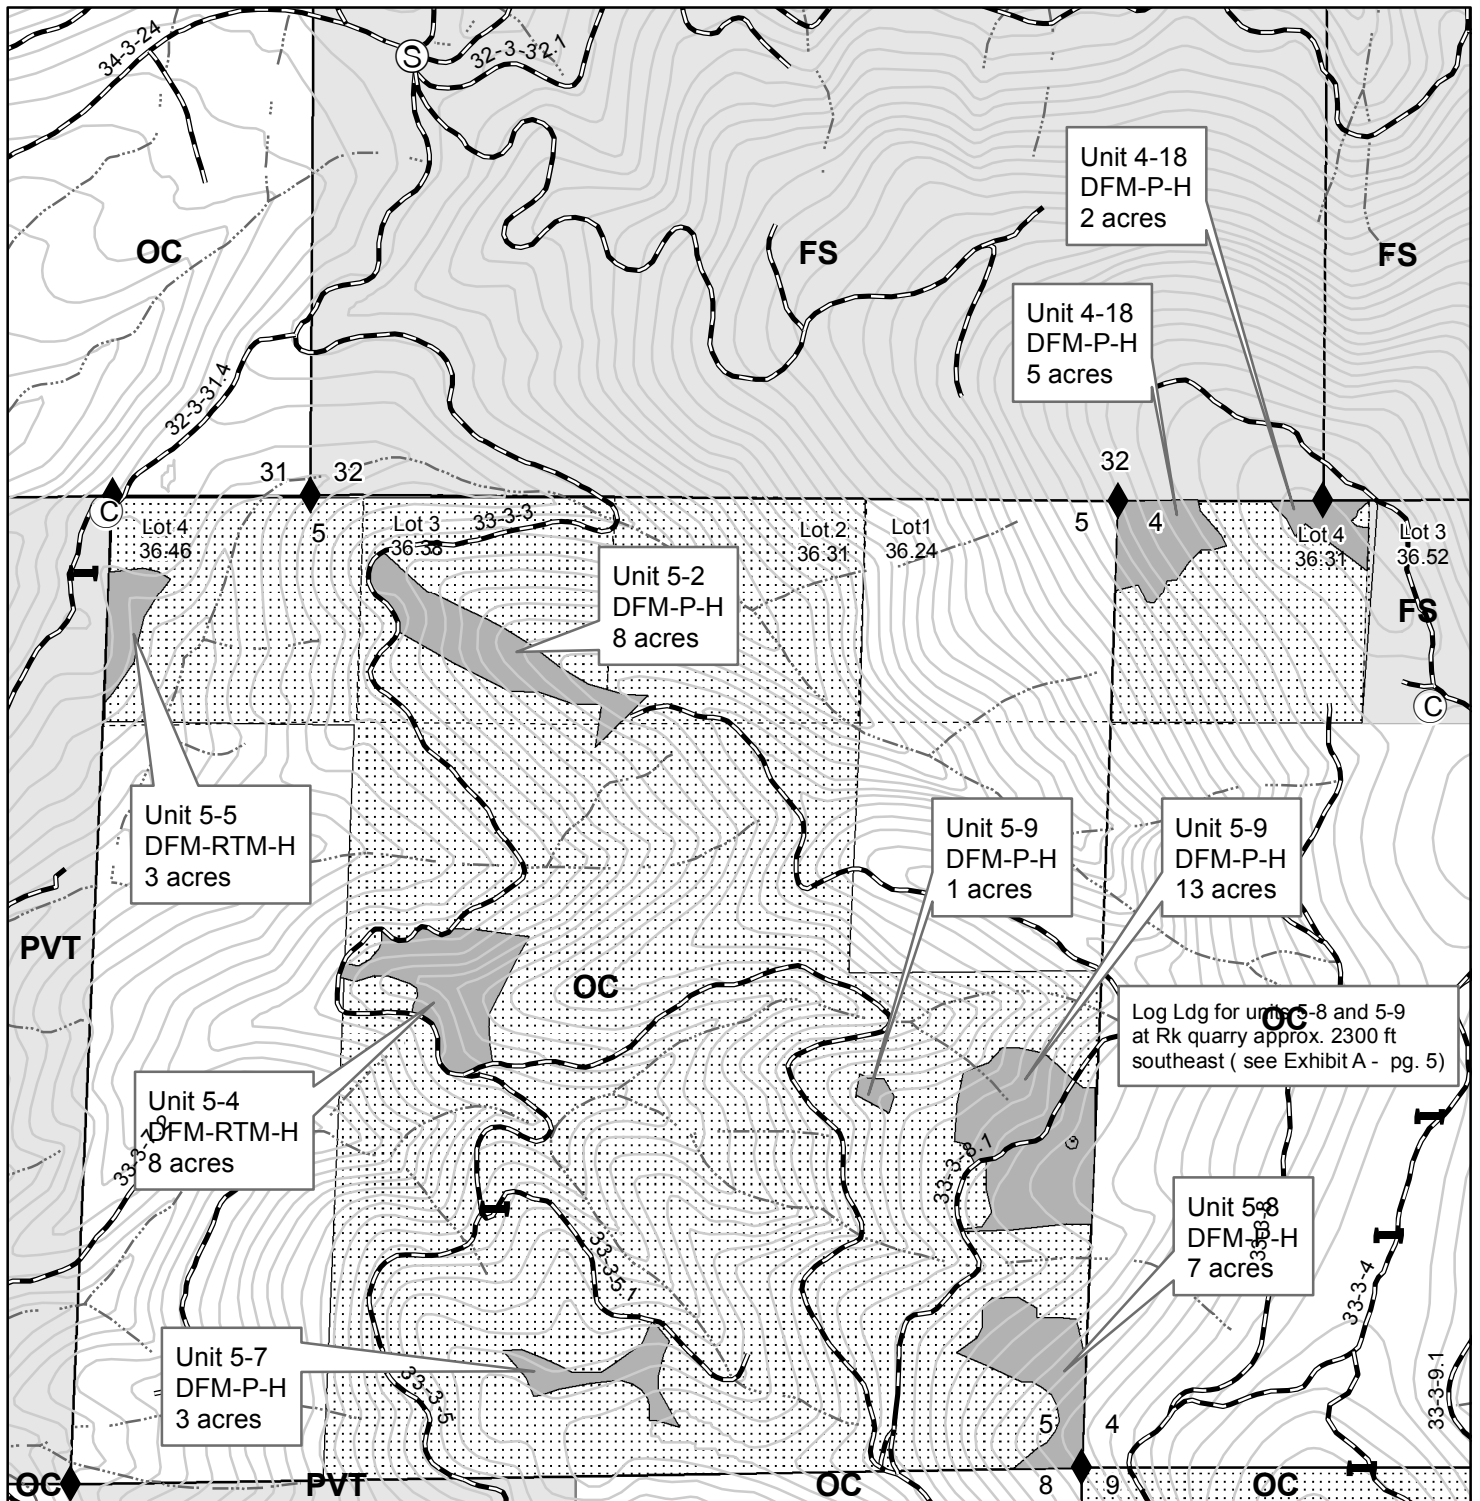 34-3-24
S
32-3-32.1
Unit 4-18
DFM-P-H
2 acres
OC
FS
FS
Unit 4-18
DFM-P-H
5 acres
32-3-31.4
31
32
32
C
Lot 4
36.46
5
Lot 3
36.38
33-3-3
Lot 2
36.31
Lot1
36.24
5
4
Lot 4
36.31
Lot 3
36.52
Unit 5-2
DFM-P-H
8 acres
FS
C
Unit 5-5
DFM-RTM-H
3 acres
Unit 5-9
DFM-P-H
1 acres
Unit 5-9
DFM-P-H
13 acres
PVT
OC
OC
Log Ldg for units 5-8 and 5-9
at Rk quarry approx. 2300 ft
southeast ( see Exhibit A - pg. 5)
Unit 5-4
DFM-RTM-H
8 acres
33-3-8.1
Unit 5-8
DFM-P-H
7 acres
33-3-5.1
33-3-4
Unit 5-7
DFM-P-H
3 acres
33-3-5
33-3-9.1
5
4
OC
PVT
OC
8
9
OC